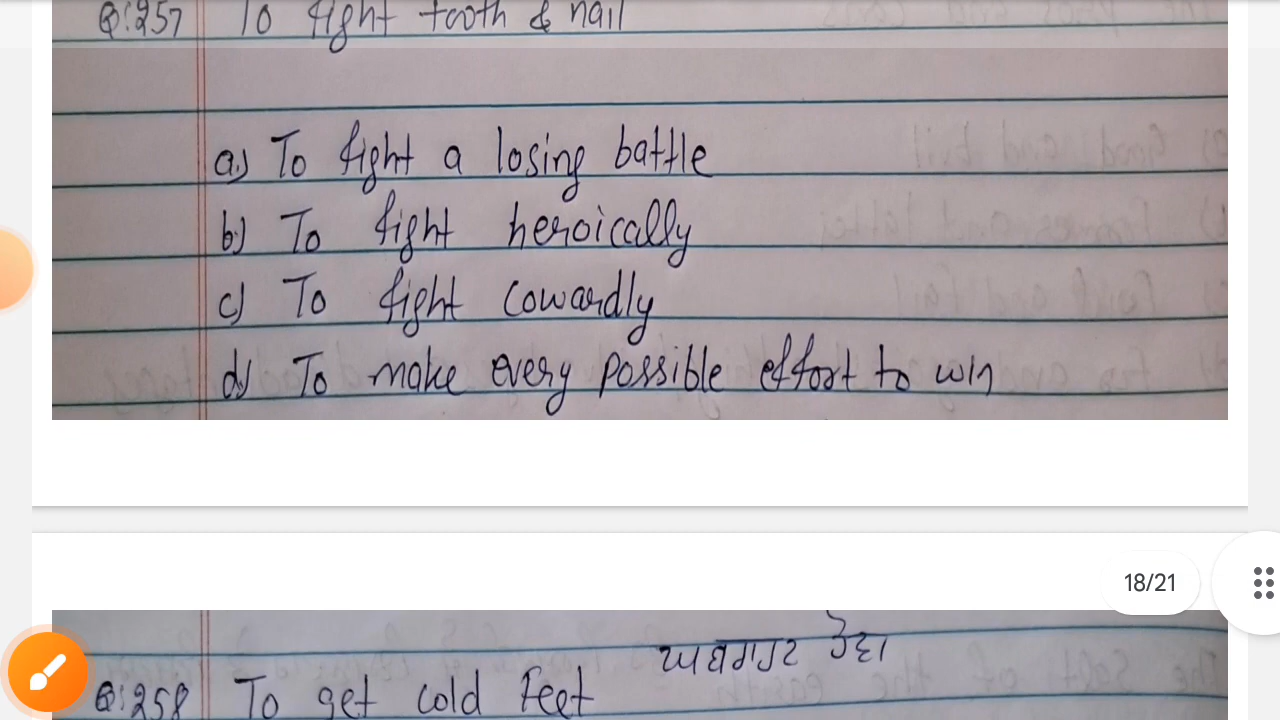 Q:257 To fight tooth & nail
a) To fight a losing battle
b) To fight heroically
c) To fight cowardly
d) To make every possible effort to win
18/21
Q:258 To get cold feet